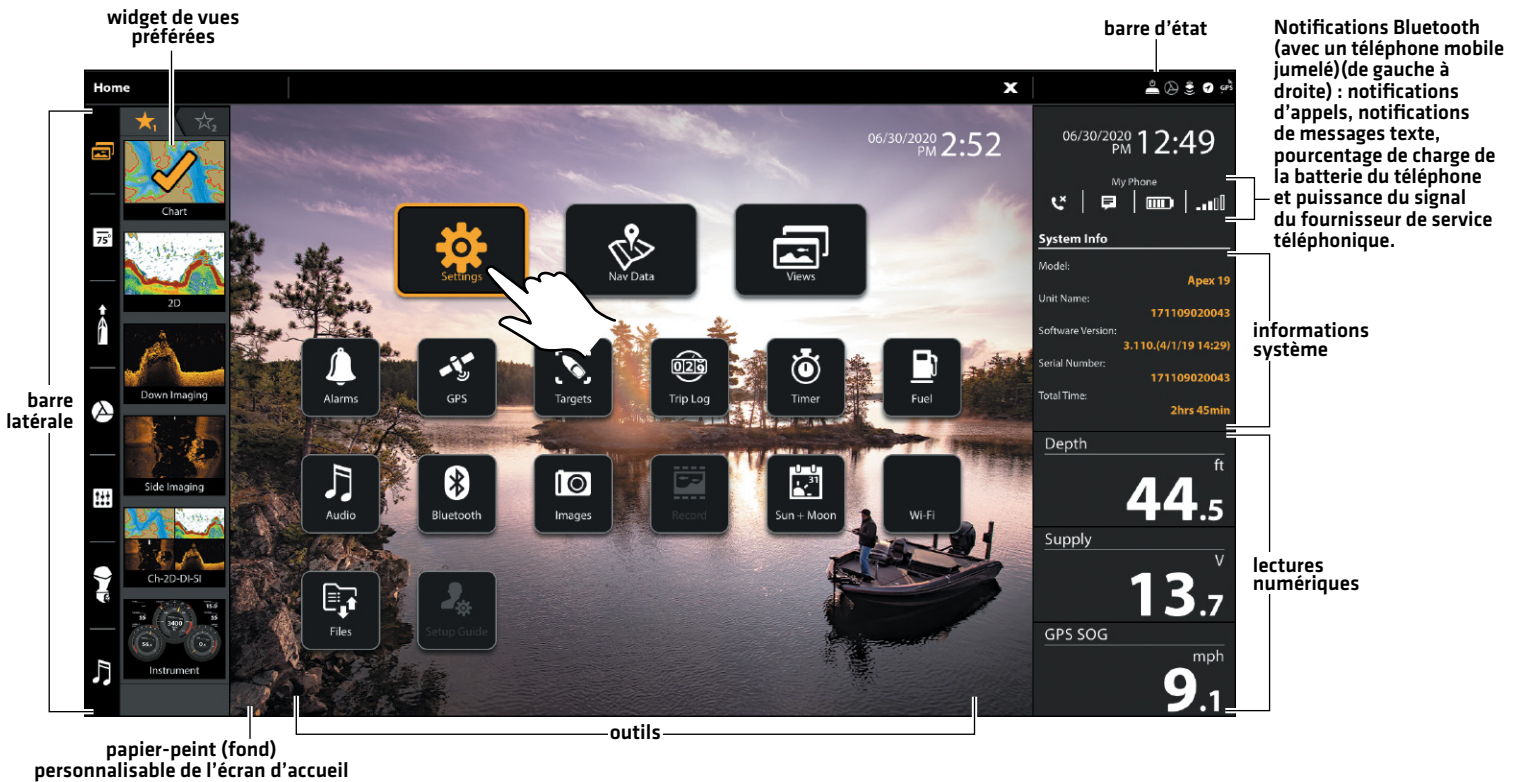 widget de vues
préférées
barre d’état
Notifications Bluetooth
(avec un téléphone mobile
jumelé)(de gauche à
droite) : notifications
d’appels, notifications
de messages texte,
pourcentage de charge de
la batterie du téléphone
et puissance du signal
du fournisseur de service
téléphonique.
Home
X
GPS
1
2
Chart
75°
2D
Down Imaging
Side Imaging
Ch-2D-DI-SI
Instrument
barre
latérale
06/30/2020
PM 2:52
Settings
Nav Data
Views
Alarms
GPS
Targets
029
Trip Log
Timer
Fuel
Audio
Bluetooth
Images
Record
31
Sun + Moon
Wi-Fi
Files
Setup Guide
06/30/2020
PM 12:49
My Phone
System Info
Model:
Apex 19
Unit Name:
171109020043
Software Version:
3.110.(4/1/19 14:29)
Serial Number:
171109020043
Total Time:
2hrs 45min
informations
système
Depth
ft
44.5
Supply
V
13.7
GPS SOG
mph
9.1
lectures
numériques
outils
papier-peint (fond)
personnalisable de l’écran d’accueil